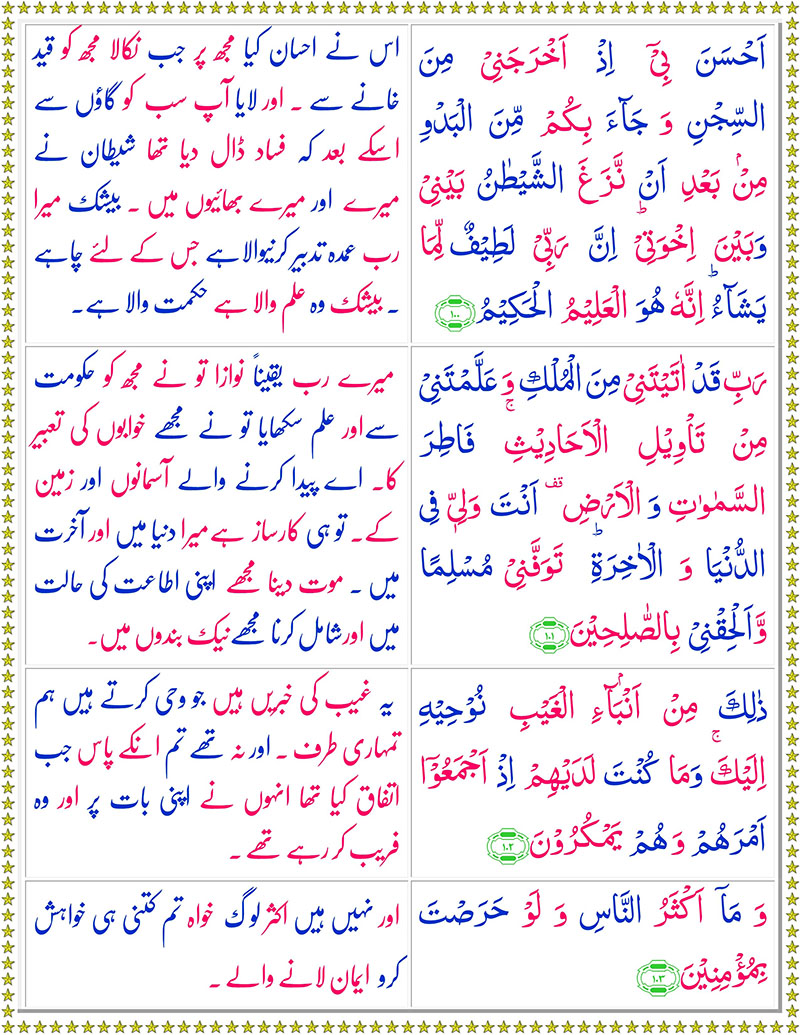 اَحْسَنَ بِیْۤ اِذْ اَخْرَجَنِیْ مِنَ
السِّجْنِ وَ جَآءَ بِكُمْ مِّنَ الْبَدْوِ
مِنْۢ بَعْدِ اَنْ نَّزَغَ الشَّیْطٰنُ بَیْنِیْ
وَبَیْنَ اِخْوَتِیْؕ اِنَّ رَبِّیْ لَطِیْفٌ لِّمَا
یَشَآءُؕ اِنَّهٗ هُوَ الْعَلِیْمُ الْحَكِیْمُ ۱۰۰
اس نے احسان کیا مجھ پر جب نکالا مجھ کو قید
خانے سے ۔ اور لایا آپ سب کو گاؤں سے
اسکے بعد کہ فساد ڈال دیا تھا شیطان نے
میرے اور میرے بھائیوں میں ۔ بیشک میرا
رب عمدہ تدبیر کرنیوالا ہے جس کے لئے چاہے
۔ بیشک وہ علم والا ہے حکمت والا ہے۔
رَبِّ قَدْ اٰتَیْتَنِیْ مِنَ الْمُلْكِ وَ عَلَّمْتَنِیْ
مِنْ تَاْوِیْلِ الْاَحَادِیْثِۚ فَاطِرَ
السَّمٰوٰتِ وَ الْاَرْضِ قف اَنْتَ وَلِیّٖ فِی
الدُّنْیَا وَ الْاٰخِرَةِۚ تَوَفَّنِیْ مُسْلِمًا
وَّاَلْحِقْنِیْ بِالصّٰلِحِیْنَ ۱۰۱
میرے رب یقیناً نوازا تو نے مجھ کو حکومت
سے اور علم سکھایا تو نے مجھے خوابوں کی تعبیر
کا۔ اے پیدا کرنے والے آسمانوں اور زمین
کے۔ تو ہی کارساز ہے میرا دنیا میں اور آخرت
میں ۔ موت دینا مجھے اپنی اطاعت کی حالت
میں اور شامل کرنا مجھے نیک بندوں میں۔
ذٰلِكَ مِنْ اَنْۢبَآءِ الْغَیْبِ نُوْحِیْهِ
اِلَیْكَۚ وَمَا كُنْتَ لَدَیْهِمْ اِذْ اَجْمَعُوْۤا
اَمْرَهُمْ وَهُمْ یَمْكُرُوْنَ ۱۰۲
یہ غیب کی خبریں ہیں جو وحی کرتے ہیں ہم
تمہاری طرف ۔ اور نہ تھے تم انکے پاس جب
اتفاق کیا تھا انہوں نے اپنی بات پر اور وہ
فریب کر رہے تھے ۔
وَ مَاۤ اَكْثَرُ النَّاسِ وَ لَوْ حَرَصْتَ
بِمُؤْمِنِیْنَ ۱۰۳
اور نہیں ہیں اکثر لوگ خواہ تم کتنی ہی خواہش
کرو ایمان لانے والے ۔